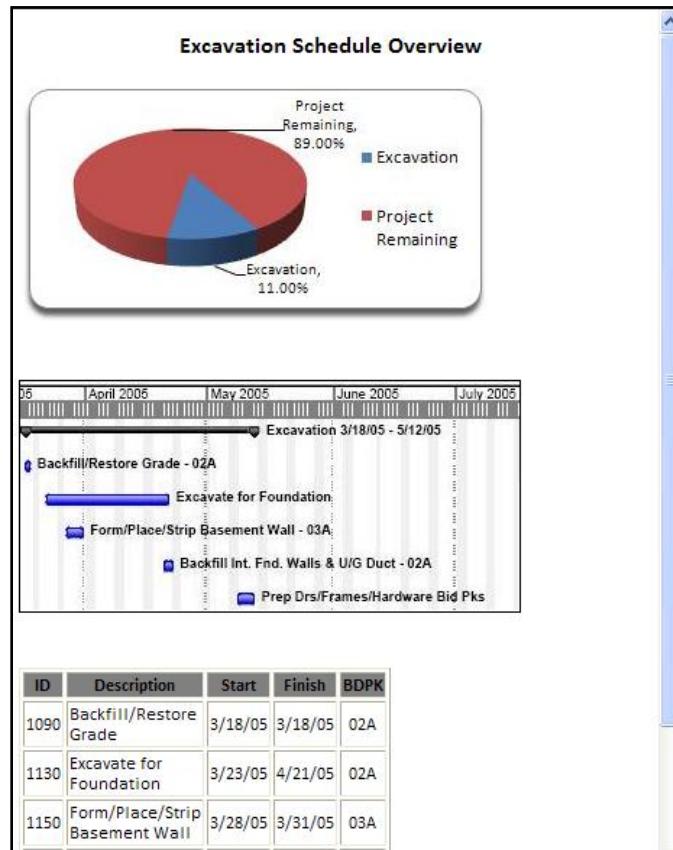 Excavation Schedule Overview
Project
Remaining,
89.00%
Excavation
Project
Remaining
Excavation,
11.00%
05 April 2005 May 2005 June 2005 July 2005
Excavation 3/18/05 - 5/12/05
Backfill/Restore Grade - 02A
Excavate for Foundation
Form/Place/Strip Basement Wall - 03A
Backfill Int. Fnd. Walls & U/G Duct - 02A
Prep Drs/Frames/Hardware Bid Pks
ID Description Start Finish BDPK
1090 Backfill/Restore Grade 3/18/05 3/18/05 02A
1130 Excavate for Foundation 3/23/05 4/21/05 02A
1150 Form/Place/Strip Basement Wall 3/28/05 3/31/05 03A